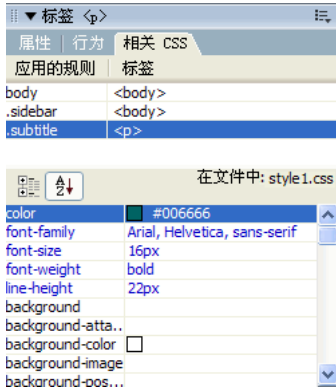 标签 <p>
属性 行为 相关 CSS
应用的规则 标签
body <body>
.sidebar <body>
.subtitle <p>
在文件中: style1.css
color #006666
font-family Arial, Helvetica, sans-serif
font-size 16px
font-weight bold
line-height 22px
background
background-atta..
background-color
background-image
background-pos...